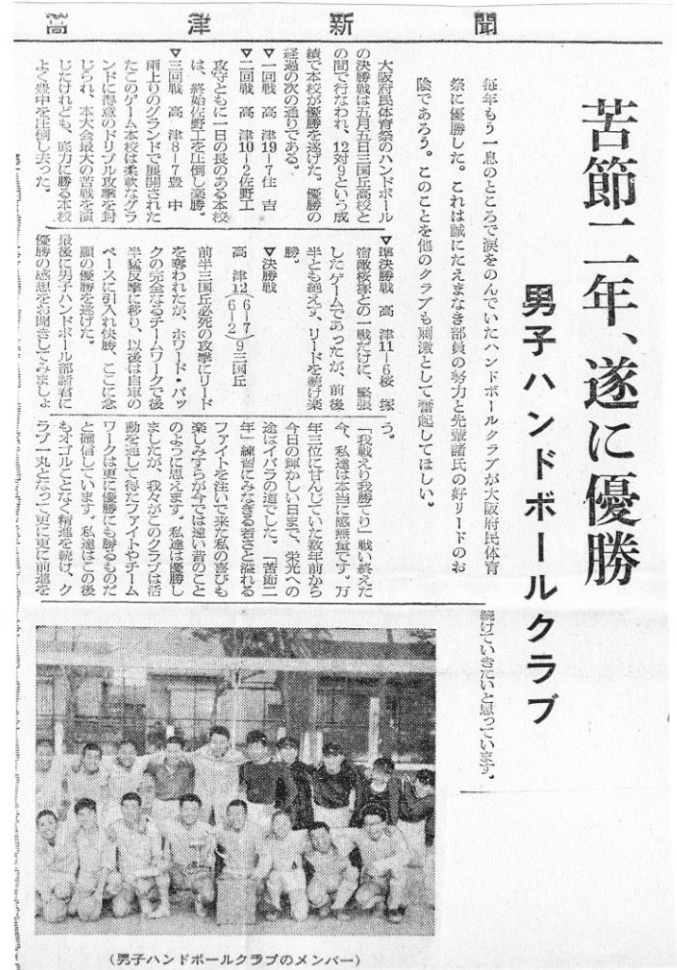 高津新聞
苦節二年、遂に優勝
男子ハンドボールクラブ
毎年もう一息のところで涙をのんでいたハンドボールクラブが大阪府民体育
祭に優勝した。これは誠にたえまなき部員の努力と先輩諸氏の好リードのお
陰であろう。このことを他のクラブも刺激として奮起してほしい。
大阪府民体育祭のハンドボール
の決勝戦は五月五日三国丘高校と
の間で行なわれ、12対9という成
績で本校が優勝を遂げた。優勝の
経過の次の通りである。
▽一回戦 高 津19−7住 吉
▽二回戦 高 津10−2佐野工
攻守ともに一日の長のある本校
は、終始佐野工を圧倒し楽勝。
▽三回戦 高 津8−7豊 中
雨上りのグランドで展開された
たこのゲーム本校は柔軟なグラ
ンドに得意のドリブル攻撃を封
じられ、本大会最大の苦戦を演
じたけれども、底力に勝る本校
よく豊中を圧倒し去った。
▽準決勝戦 高 津11−6桜 塚
宿敵桜塚との一戦だけに、緊張
したゲームであったが、前後
半とも絶えず、リードを続け楽
勝。
▽決勝戦
高 津12(6−7 6−2)9三国丘
前半三国丘必死の攻撃にリード
を奪われたが、ホワード・バッ
クの完全なるチームワークで後
半猛反撃に移り、以後は自軍の
ペースに引入れ快勝、ここに念
願の優勝を遂げた。
最後に男子ハンドボール部諸君に
優勝の感想をお聞きしてみましょ
う。
「我戦えり我勝てり」戦い終えた
今、私達は本当に感無量です。万
年三位に甘んじていた数年前から
今日の輝かしい日まで、栄光への
途はイバラの道でした。「苦節二
年」練習にみなぎる若さと溢れる
ファイトを注いで来た私の喜びも
楽しみすらが今では遠い昔のこと
のように思えます。私達は優勝し
ましたが、我々がこのクラブは活
動を通して得たファイトやチーム
ワークは更に優勝にも勝るものだ
と確信しています。私達はこの後
もオゴルことなく精進を続け、ク
ラブ一丸となって更に更に前進を
続けていきたいと思っています。
(男子ハンドボールクラブのメンバー)